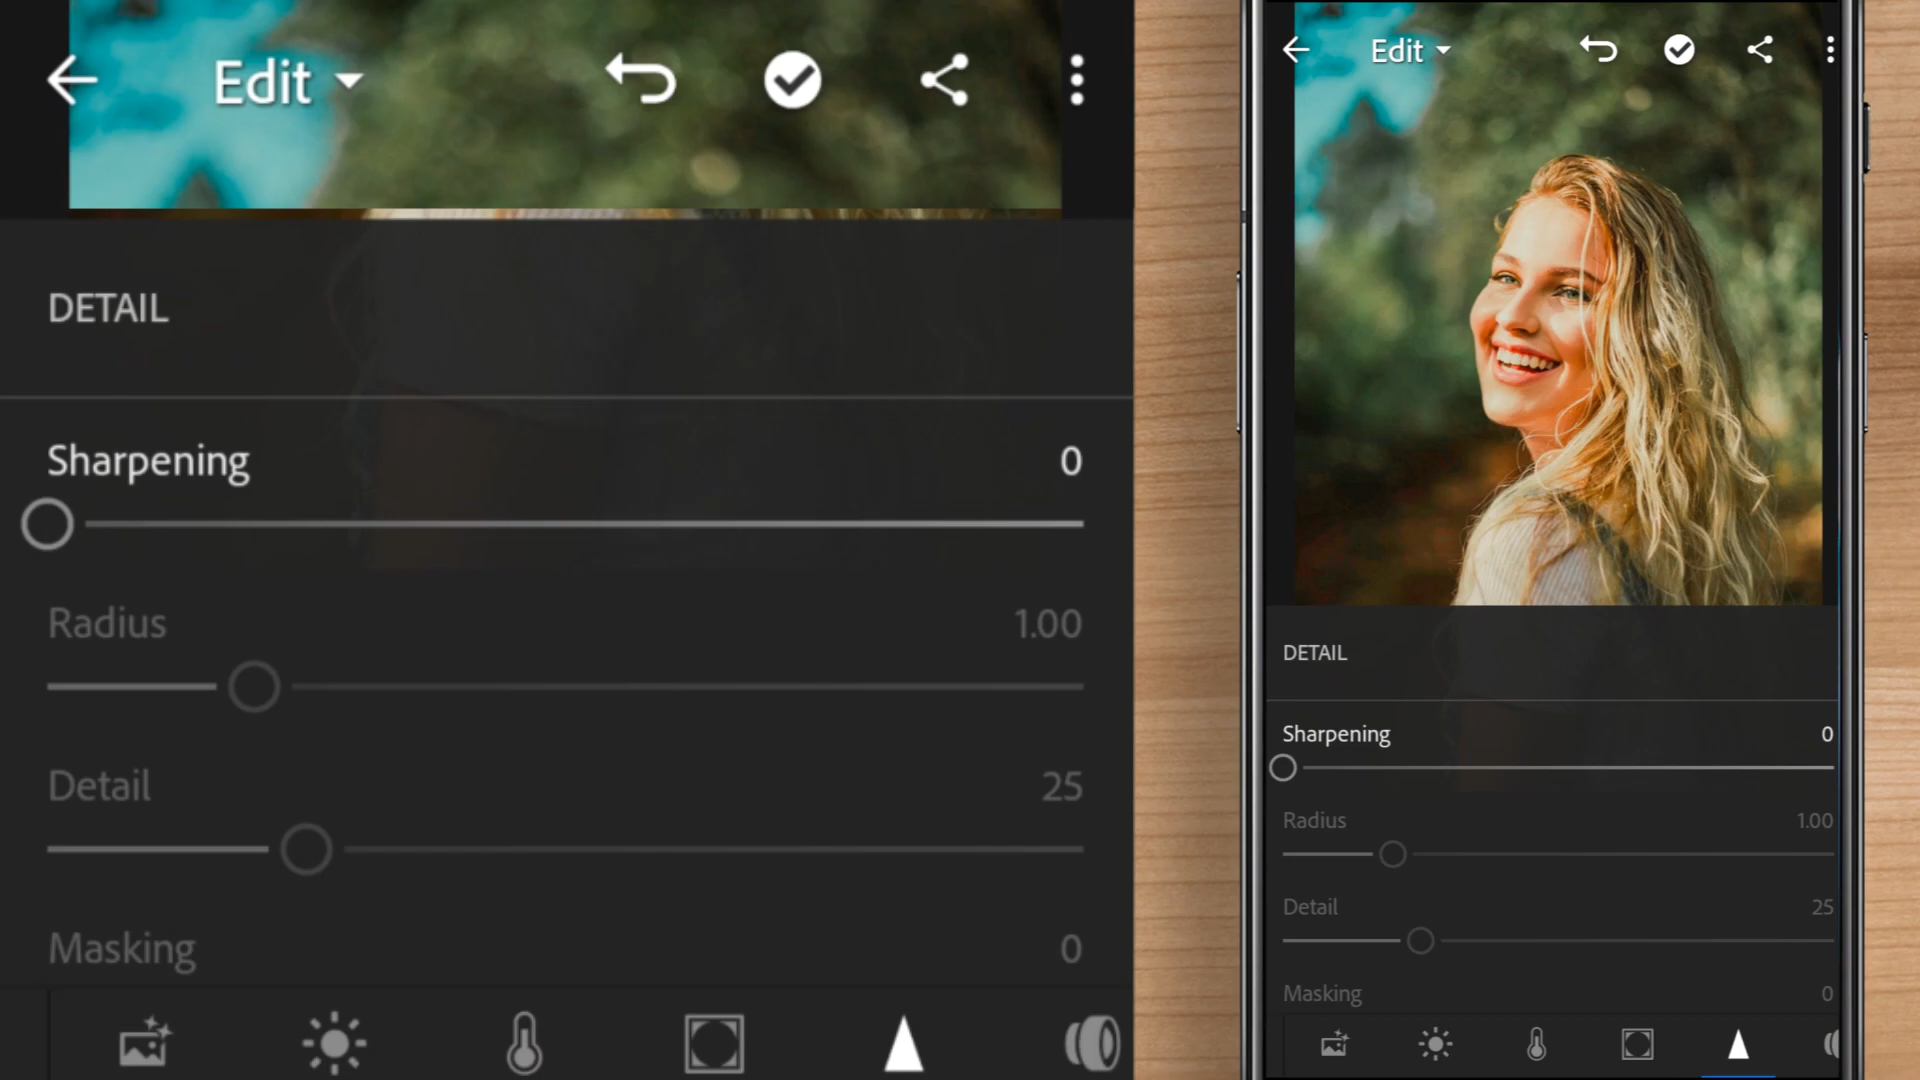 Edit
DETAIL
Sharpening 0
Radius 1.00
Detail 25
Masking 0
Edit
DETAIL
Sharpening 0
Radius 1.00
Detail 25
Masking 0